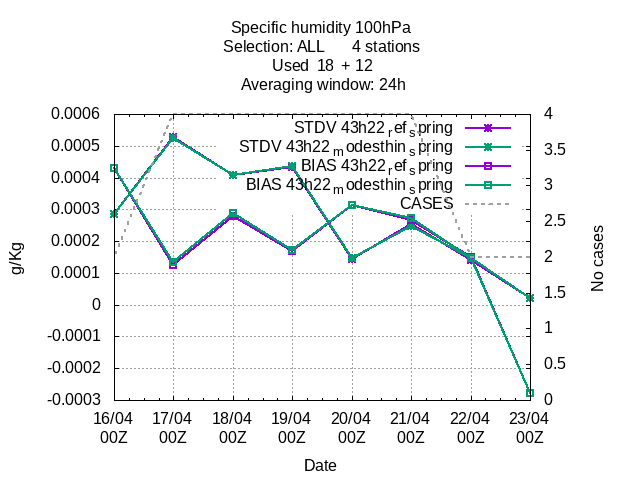 Specific humidity 100hPa
Selection: ALL 4 stations
Used 18 + 12
Averaging window: 24h
0.0006
0.0005
0.0004
0.0003
0.0002
0.0001
0
-0.0001
-0.0002
-0.0003
g/Kg
STDV 43h22_ref_spring
STDV 43h22_modesthin_spring
BIAS 43h22_ref_spring
BIAS 43h22_modesthin_spring
CASES
4
3.5
3
2.5
2
1.5
1
0.5
0
No cases
16/04 17/04 18/04 19/04 20/04 21/04 22/04 23/04
00Z 00Z 00Z 00Z 00Z 00Z 00Z 00Z
Date